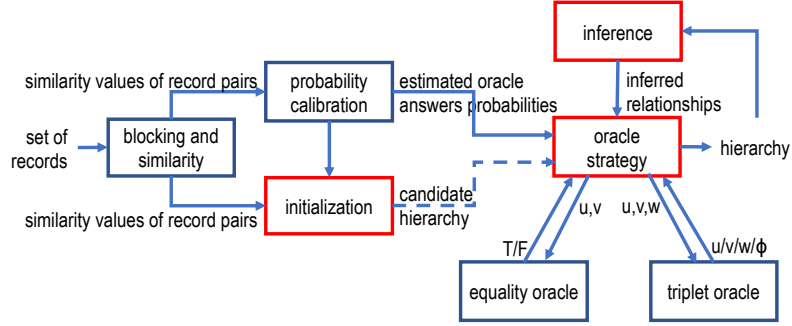 inference
similarity values of record pairs
probability
calibration
estimated oracle
answers probabilities
inferred
relationships
set of
records
blocking and
similarity
oracle
strategy
hierarchy
initialization
candidate
hierarchy
similarity values of record pairs
u,v
u,v,w
T/F
u/v/w/ϕ
equality oracle
triplet oracle